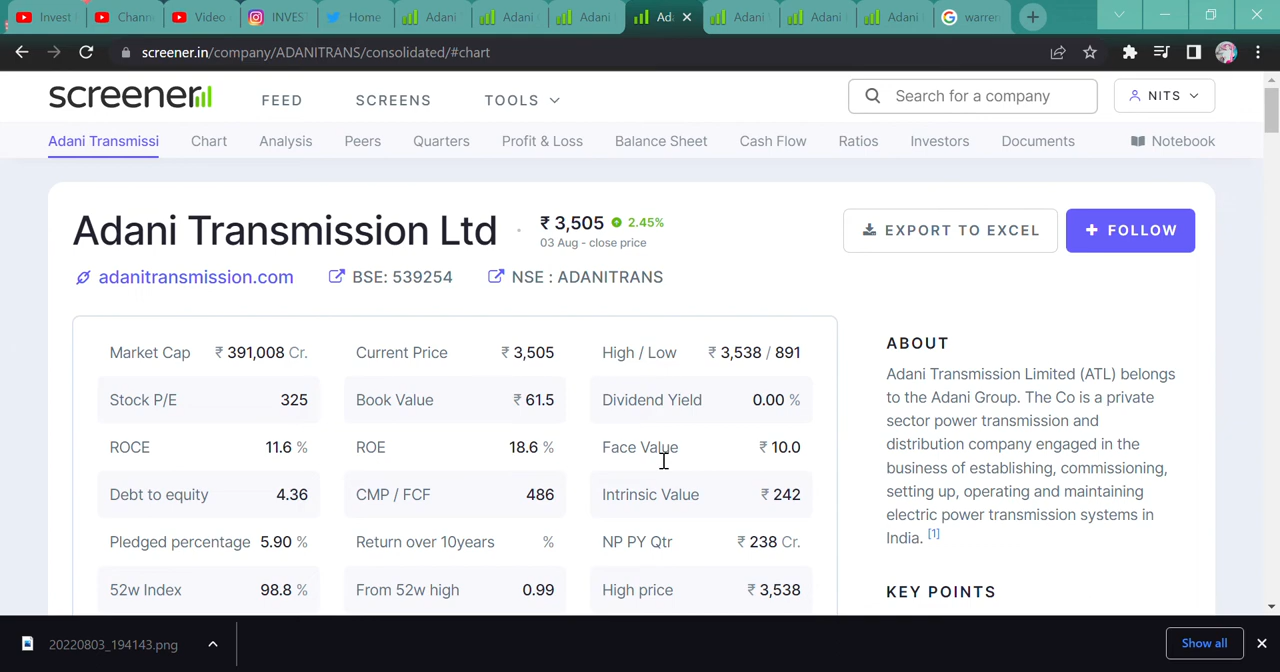 Invest
Chann
Video
INVES
Home
Adani
Adani
Adani
Ad
Adani
Adani
Adani
warren
screener.in/company/ADANITRANS/consolidated/#chart
screener
FEED
SCREENS
TOOLS
Search for a company
NITS
Adani Transmissi
Chart
Analysis
Peers
Quarters
Profit & Loss
Balance Sheet
Cash Flow
Ratios
Investors
Documents
Notebook
Adani Transmission Ltd
₹ 3,505 2.45%
03 Aug - close price
EXPORT TO EXCEL
FOLLOW
adanitransmission.com
BSE: 539254
NSE : ADANITRANS
Market Cap ₹ 391,008 Cr.
Current Price ₹ 3,505
High / Low ₹ 3,538 / 891
Stock P/E 325
Book Value ₹ 61.5
Dividend Yield 0.00 %
ROCE 11.6 %
ROE 18.6 %
Face Value ₹ 10.0
Debt to equity 4.36
CMP / FCF 486
Intrinsic Value ₹ 242
Pledged percentage 5.90 %
Return over 10years %
NP PY Qtr ₹ 238 Cr.
52w Index 98.8 %
From 52w high 0.99
High price ₹ 3,538
ABOUT
Adani Transmission Limited (ATL) belongs
to the Adani Group. The Co is a private
sector power transmission and
distribution company engaged in the
business of establishing, commissioning,
setting up, operating and maintaining
electric power transmission systems in
India. [1]
KEY POINTS
20220803_194143.png
Show all